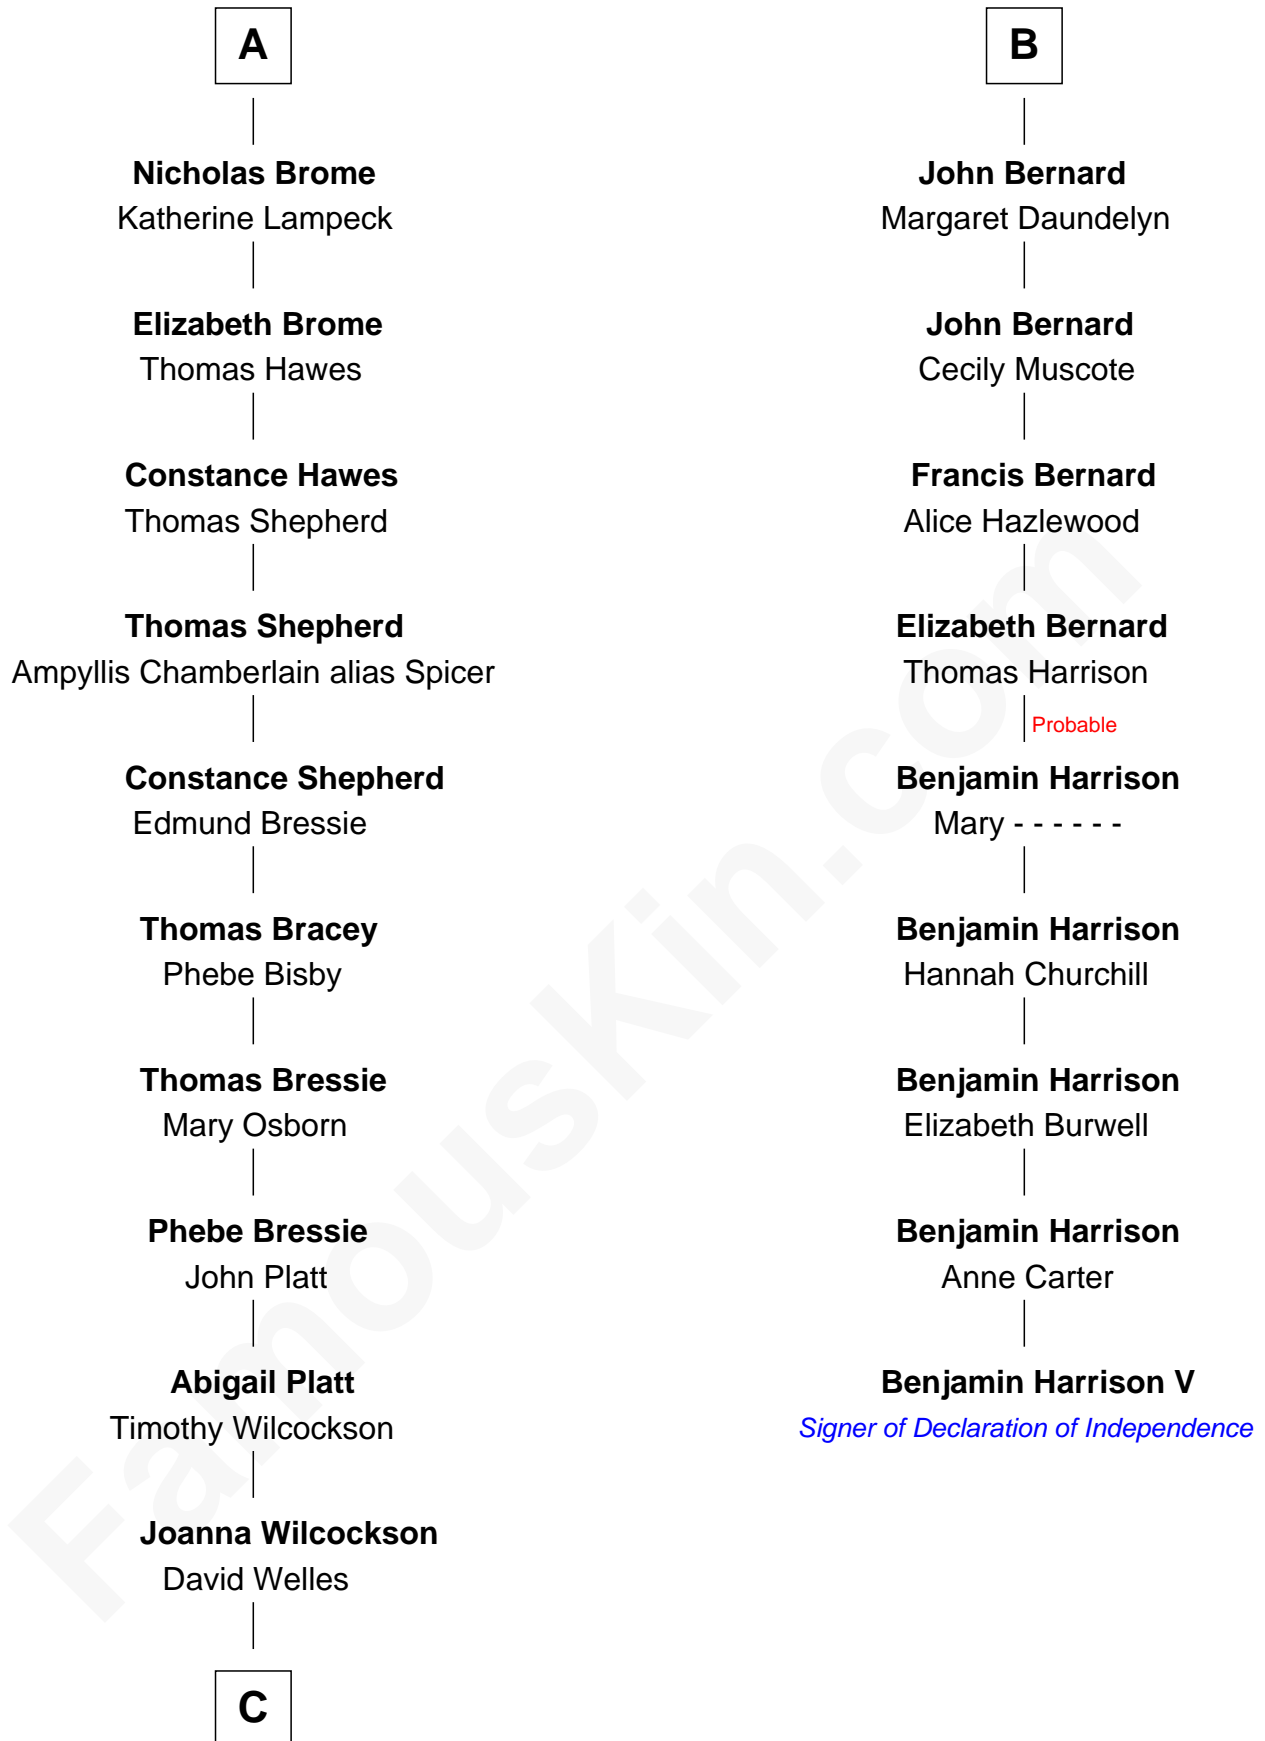 A
Nicholas Brome
Katherine Lampeck
Elizabeth Brome
Thomas Hawes
Constance Hawes
Thomas Shepherd
Thomas Shepherd
Ampyllis Chamberlain alias Spicer
Constance Shepherd
Edmund Bressie
Thomas Bracey
Phebe Bisby
Thomas Bressie
Mary Osborn
Phebe Bressie
John Platt
Abigail Platt
Timothy Wilcockson
Joanna Wilcockson
David Welles
C
B
John Bernard
Margaret Daundelyn
John Bernard
Cecily Muscote
Francis Bernard
Alice Hazlewood
Elizabeth Bernard
Thomas Harrison
Probable
Benjamin Harrison
Mary - - - - - -
Benjamin Harrison
Hannah Churchill
Benjamin Harrison
Elizabeth Burwell
Benjamin Harrison
Anne Carter
Benjamin Harrison V
Signer of Declaration of Independence
FamousKin.com